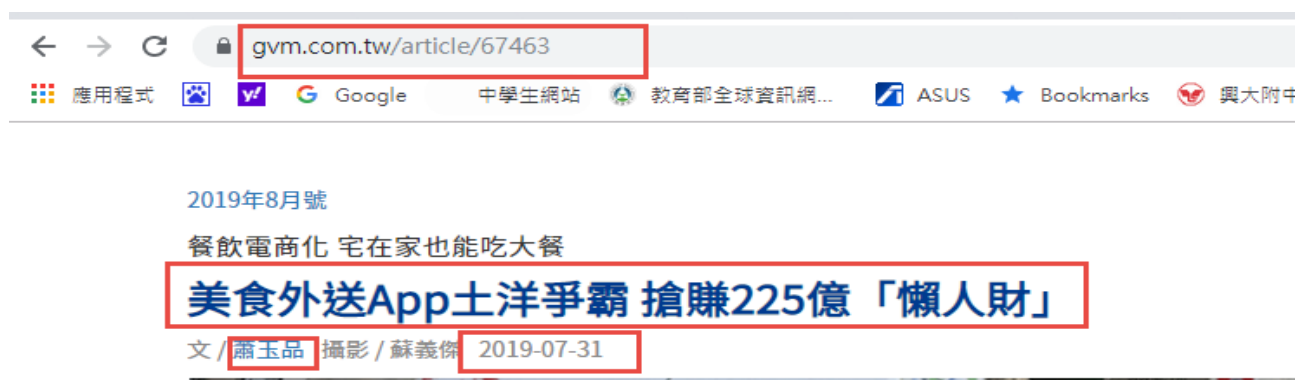 gvm.com.tw/article/67463
應用程式 Google 中學生網站 教育部全球資訊網... ASUS Bookmarks 興大附中
2019年8月號
餐飲電商化 宅在家也能吃大餐
美食外送App土洋爭霸 搶賺225億「懶人財」
文 / 蕭玉品 攝影 / 蘇義傑 2019-07-31